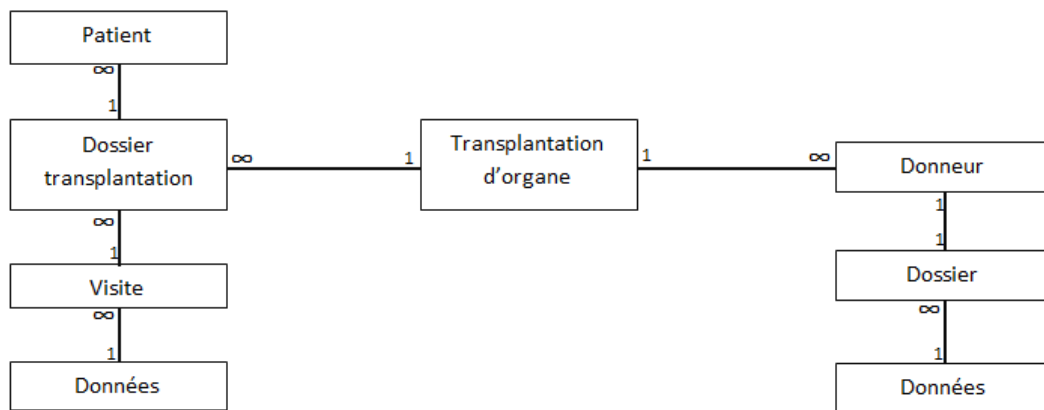 Patient
∞
1
Dossier
transplantation
∞
1
Transplantation
d'organe
1
∞
Donneur
∞
1
Visite
∞
1
Données
1
1
Dossier
∞
1
Données